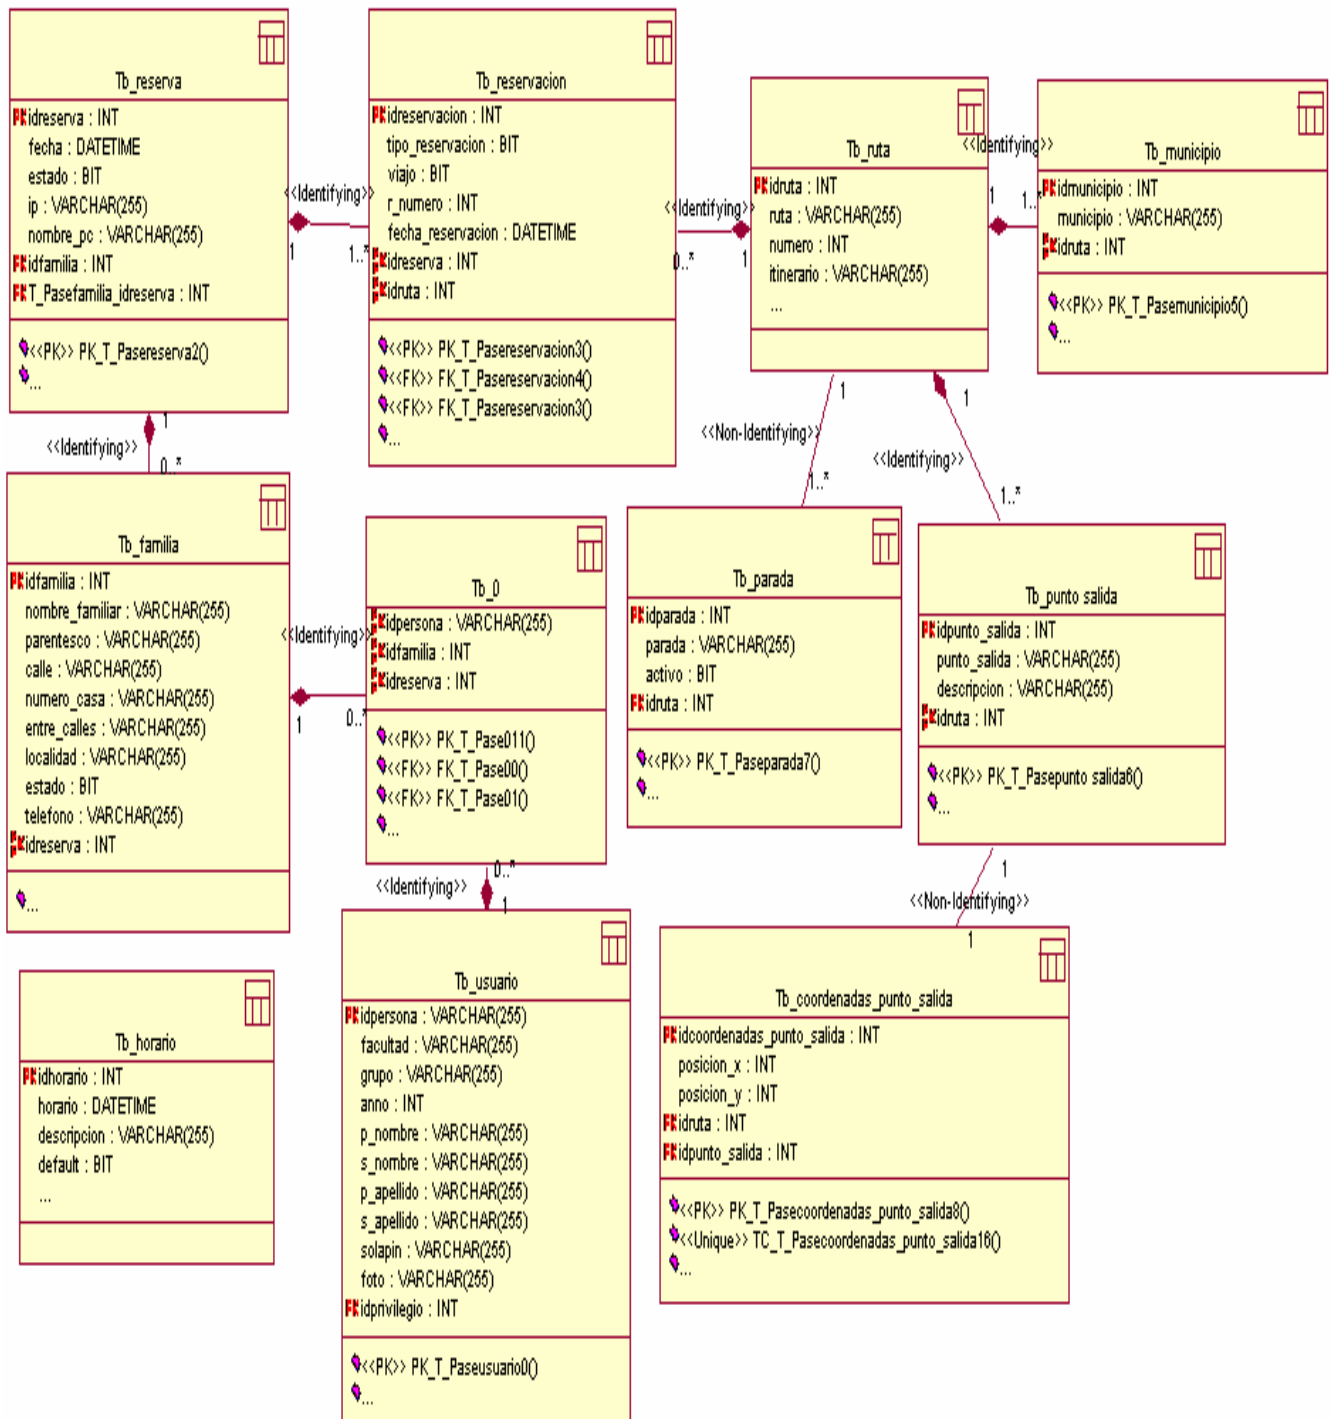 Tb_reserva
PK idreserva : INT
fecha : DATETIME
estado : BIT
ip : VARCHAR(255)
nombre_pc : VARCHAR(255)
FK idfamilia : INT
FK T_Pasefamilia_idreserva : INT
<<PK>> PK_T_Pasereserva2()
...
<<Identifying>>
1
1..*
Tb_reservacion
PK idreservacion : INT
tipo_reservacion : BIT
viajo : BIT
r_numero : INT
fecha_reservacion : DATETIME
idreserva : INT
idruta : INT
<<PK>> PK_T_Pasereservacion3()
<<FK>> FK_T_Pasereservacion4()
<<FK>> FK_T_Pasereservacion3()
...
<<Identifying>>
0..*
1
Tb_ruta
PK idruta : INT
ruta : VARCHAR(255)
numero : INT
itinerario : VARCHAR(255)
...
<<Identifying>>
1
1..*
Tb_municipio
PK idmunicipio : INT
municipio : VARCHAR(255)
idruta : INT
<<PK>> PK_T_Pasemunicipio5()
...
1
<<Identifying>>
0..*
1
<<Non-Identifying>>
1..*
1
<<Identifying>>
1..*
Tb_familia
PK idfamilia : INT
nombre_familiar : VARCHAR(255)
parentesco : VARCHAR(255)
calle : VARCHAR(255)
numero_casa : VARCHAR(255)
entre_calles : VARCHAR(255)
localidad : VARCHAR(255)
estado : BIT
telefono : VARCHAR(255)
idreserva : INT
...
<<Identifying>>
1
0..*
Tb_0
idpersona : VARCHAR(255)
idfamilia : INT
idreserva : INT
<<PK>> PK_T_Pase011()
<<FK>> FK_T_Pase00()
<<FK>> FK_T_Pase01()
...
Tb_parada
PK idparada : INT
parada : VARCHAR(255)
activo : BIT
FK idruta : INT
<<PK>> PK_T_Paseparada7()
...
Tb_punto salida
PK idpunto_salida : INT
punto_salida : VARCHAR(255)
descripcion : VARCHAR(255)
idruta : INT
<<PK>> PK_T_Pasepunto salida6()
...
0..*
<<Identifying>>
1
1
<<Non-Identifying>>
1
Tb_horario
PK idhorario : INT
horario : DATETIME
descripcion : VARCHAR(255)
default : BIT
...
Tb_usuario
PK idpersona : VARCHAR(255)
facultad : VARCHAR(255)
grupo : VARCHAR(255)
anno : INT
p_nombre : VARCHAR(255)
s_nombre : VARCHAR(255)
p_apellido : VARCHAR(255)
s_apellido : VARCHAR(255)
solapin : VARCHAR(255)
foto : VARCHAR(255)
FK idprivilegio : INT
<<PK>> PK_T_Paseusuario0()
...
Tb_coordenadas_punto_salida
PK idcoordenadas_punto_salida : INT
posicion_x : INT
posicion_y : INT
FK idruta : INT
FK idpunto_salida : INT
<<PK>> PK_T_Pasecoordenadas_punto_salida8()
<<Unique>> TC_T_Pasecoordenadas_punto_salida16()
...